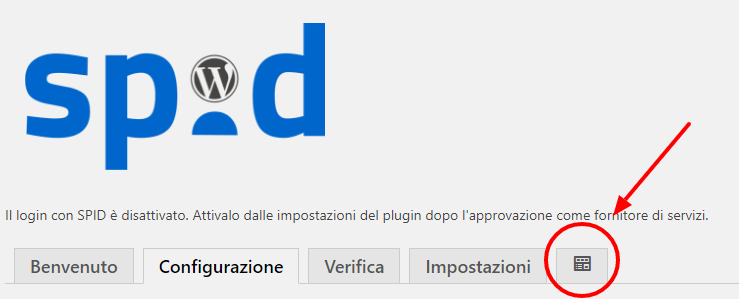 spid
Il login con SPID è disattivato. Attivalo dalle impostazioni del plugin dopo l'approvazione come fornitore di servizi.
Benvenuto Configurazione Verifica Impostazioni